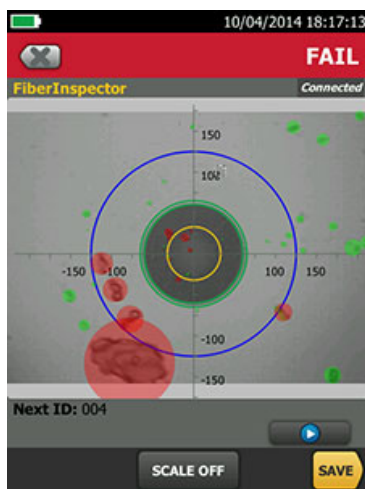 10/04/2014 18:17:13
FAIL
FiberInspector
Connected
150
100
-150 -100 100 150
-100
-150
Next ID: 004
SCALE OFF
SAVE